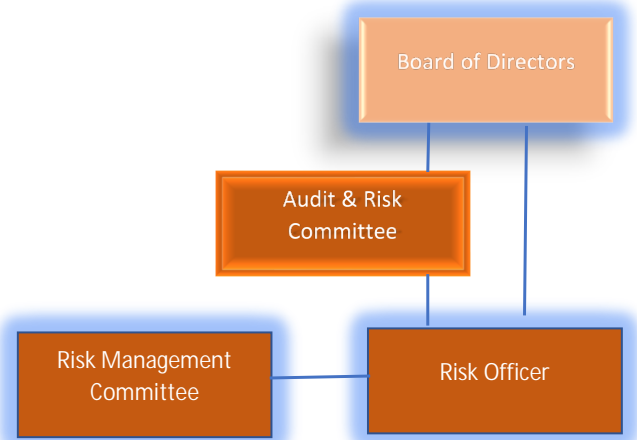 Board of Directors
Audit & Risk
Committee
Risk Management
Committee
Risk Officer